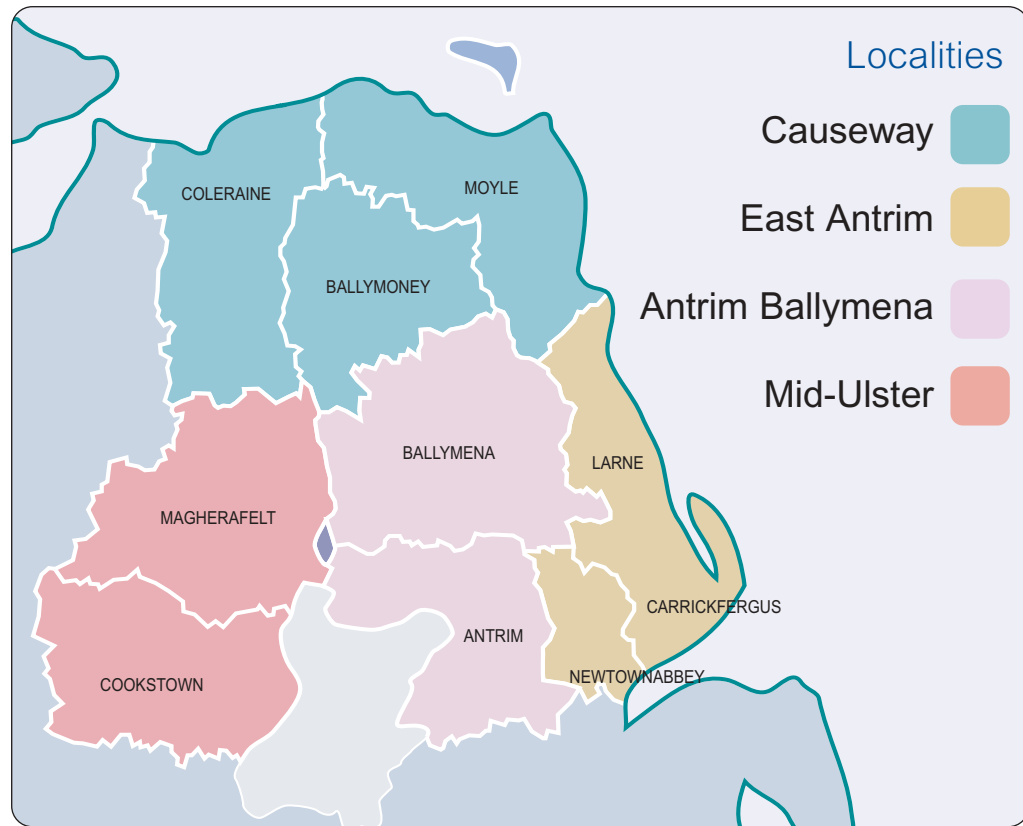 Localities
Causeway
East Antrim
Antrim Ballymena
Mid-Ulster
COLERAINE
MOYLE
BALLYMONEY
BALLYMENA
LARNE
MAGHERAFELT
CARRICKFERGUS
ANTRIM
NEWTOWNABBEY
COOKSTOWN